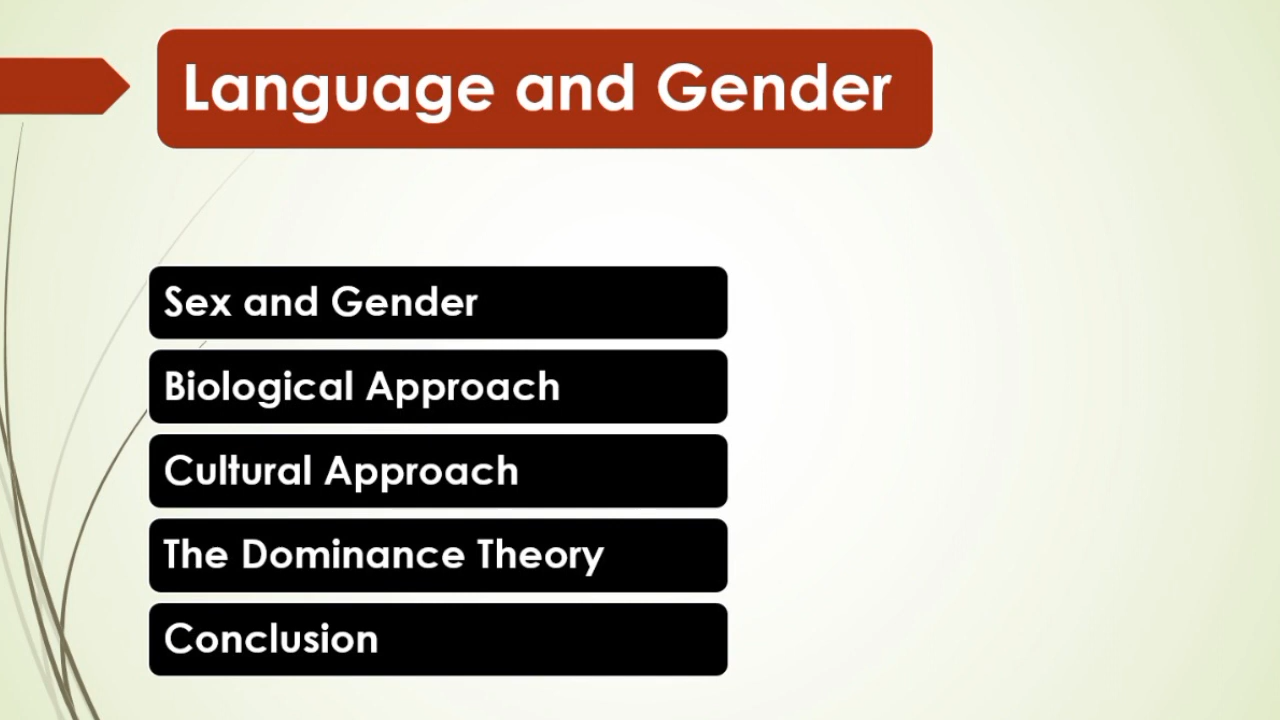 Language and Gender
Sex and Gender
Biological Approach
Cultural Approach
The Dominance Theory
Conclusion